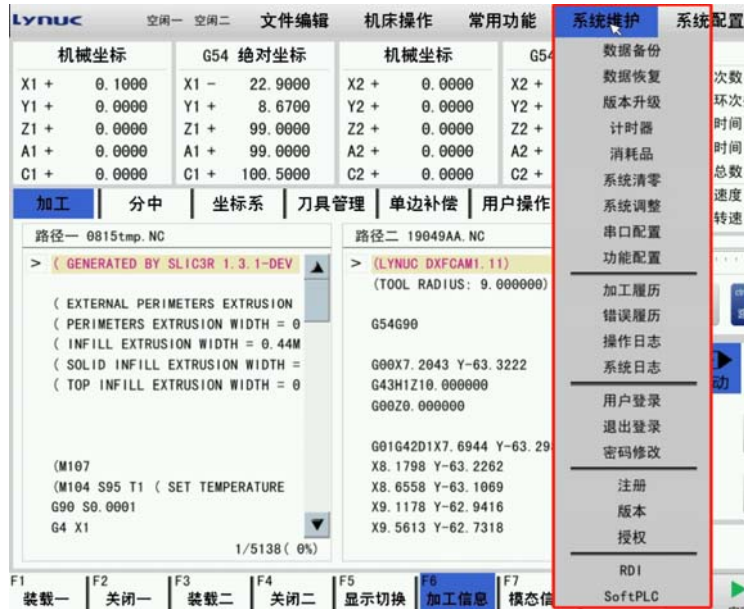 LYNUC 空闲一 空闲二 文件编辑 机床操作 常用功能 系统维护 系统配置
机械坐标 G54 绝对坐标 机械坐标 G54
X1 + 0.1000 X1 - 22.9000 X2 + 0.0000 X2 +
Y1 + 0.0000 Y1 + 8.6700 Y2 + 0.0000 Y2 +
Z1 + 0.0000 Z1 + 99.0000 Z2 + 0.0000 Z2 +
A1 + 0.0000 A1 + 99.0000 A2 + 0.0000 A2 +
C1 + 0.0000 C1 + 100.5000 C2 + 0.0000 C2 +
加工 分中 坐标系 刀具管理 单边补偿 用户操作
路径一 0815tmp.NC
> ( GENERATED BY SLIC3R 1.3.1-DEV
( EXTERNAL PERIMETERS EXTRUSION
( PERIMETERS EXTRUSION WIDTH = 0
( INFILL EXTRUSION WIDTH = 0.44M
( SOLID INFILL EXTRUSION WIDTH =
( TOP INFILL EXTRUSION WIDTH = 0
(M107
(M104 S95 T1 ( SET TEMPERATURE
G90 S0.0001
G4 X1
1/5138( 0%)
路径二 19049AA.NC
> (LYNUC DXFCAM1.11)
(TOOL RADIUS: 9.000000)
G54G90
G00X7.2043 Y-63.3222
G43H1Z10.000000
G00Z0.000000
G01G42D1X7.6944 Y-63.29
X8.1798 Y-63.2262
X8.6558 Y-63.1069
X9.1178 Y-62.9416
X9.5613 Y-62.7318
数据备份
数据恢复
版本升级
计时器
消耗品
系统清零
系统调整
串口配置
功能配置
加工履历
错误履历
操作日志
系统日志
用户登录
退出登录
密码修改
注册
版本
授权
RDI
SoftPLC
次数
环次
时间
时间
总数
速度
转速
动
F1 装载一 F2 关闭一 F3 装载二 F4 关闭二 F5 显示切换 F6 加工信息 F7 模态信